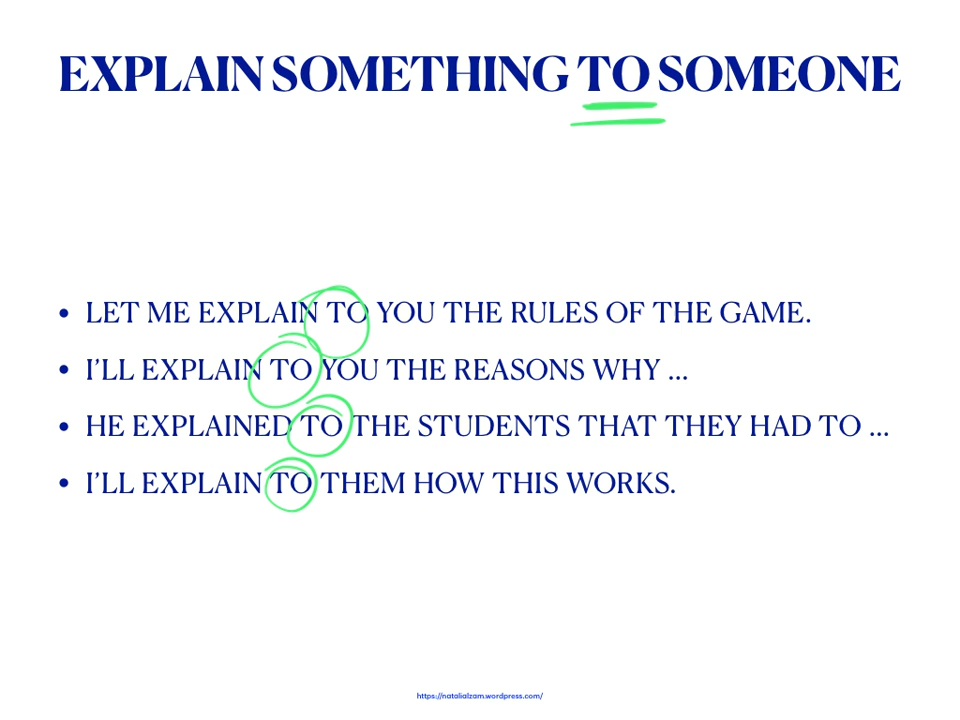 EXPLAIN SOMETHING TO SOMEONE
• LET ME EXPLAIN TO YOU THE RULES OF THE GAME.
• I'LL EXPLAIN TO YOU THE REASONS WHY ...
• HE EXPLAINED TO THE STUDENTS THAT THEY HAD TO ...
• I'LL EXPLAIN TO THEM HOW THIS WORKS.
https://natalialzam.wordpress.com/